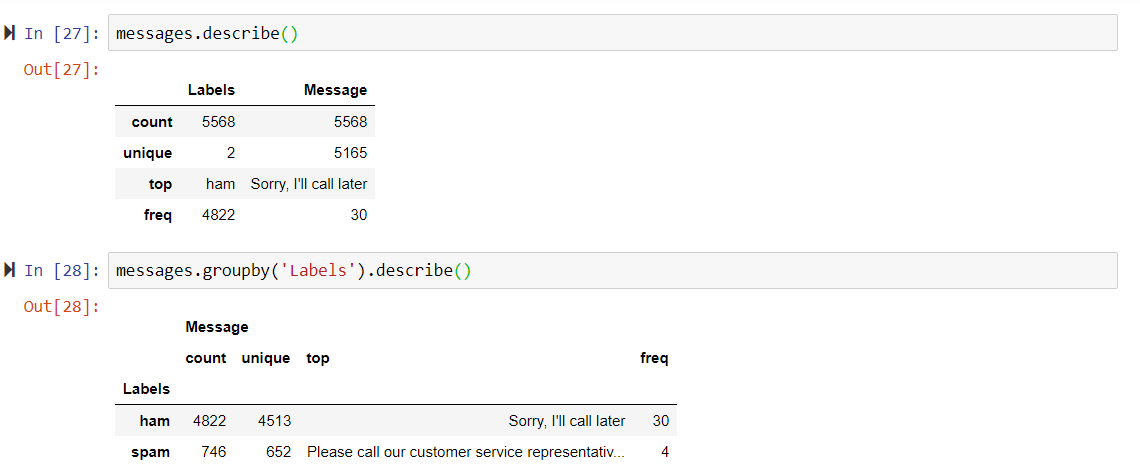 In [27]: messages.describe()
Out[27]:
Labels Message
count 5568 5568
unique 2 5165
top ham Sorry, I'll call later
freq 4822 30
In [28]: messages.groupby('Labels').describe()
Out[28]:
Message
count unique top freq
Labels
ham 4822 4513 Sorry, I'll call later 30
spam 746 652 Please call our customer service representativ... 4